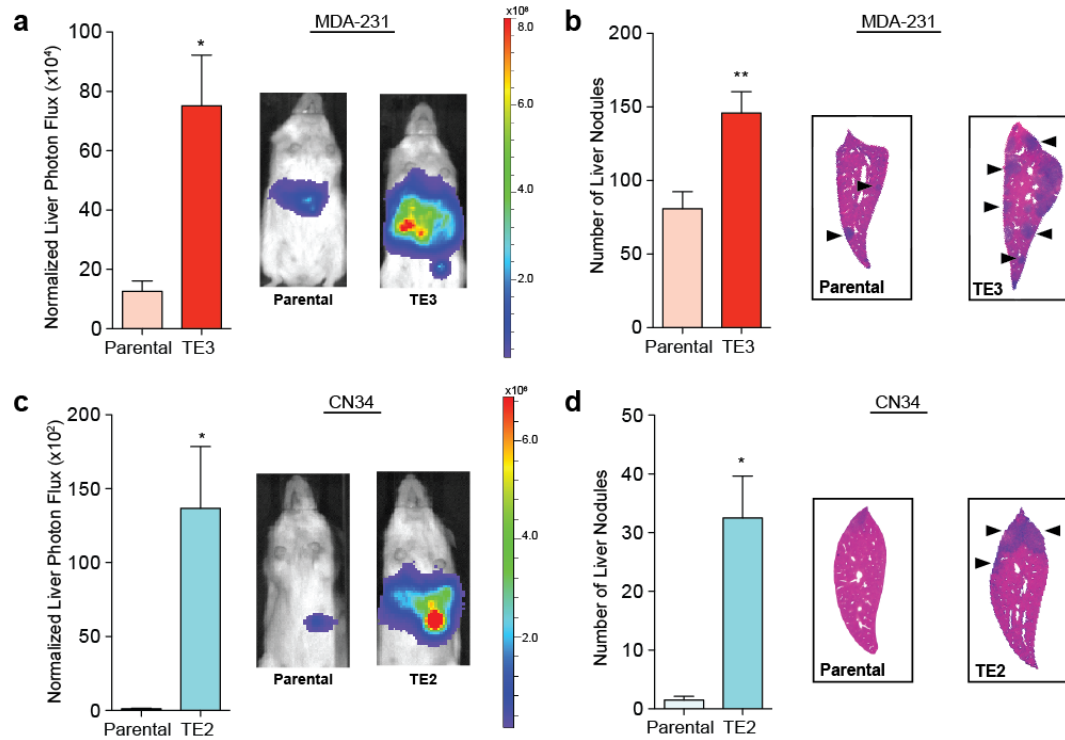 a
MDA-231
Normalized Liver Photon Flux (x10⁴)
100
80
60
40
20
0
*
Parental
TE3
Parental
TE3
x10⁶
8.0
6.0
4.0
2.0
b
MDA-231
Number of Liver Nodules
200
150
100
50
0
**
Parental
TE3
Parental
TE3
c
CN34
Normalized Liver Photon Flux (x10²)
200
150
100
50
0
*
Parental
TE2
Parental
TE2
x10⁶
6.0
4.0
2.0
d
CN34
Number of Liver Nodules
50
40
30
20
10
0
*
Parental
TE2
Parental
TE2